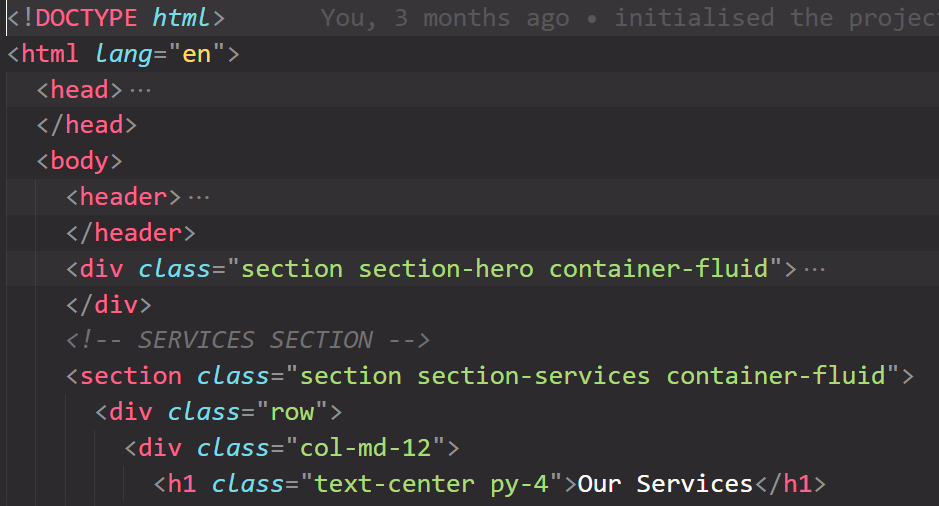 <!DOCTYPE html> You, 3 months ago • initialised the
<html lang="en">
<head>…
</head>
<body>
<header>…
</header>
<div class="section section-hero container-fluid">…
</div>
<!-- SERVICES SECTION -->
<section class="section section-services container-fluid">
<div class="row">
<div class="col-md-12">
<h1 class="text-center py-4">Our Services</h1>